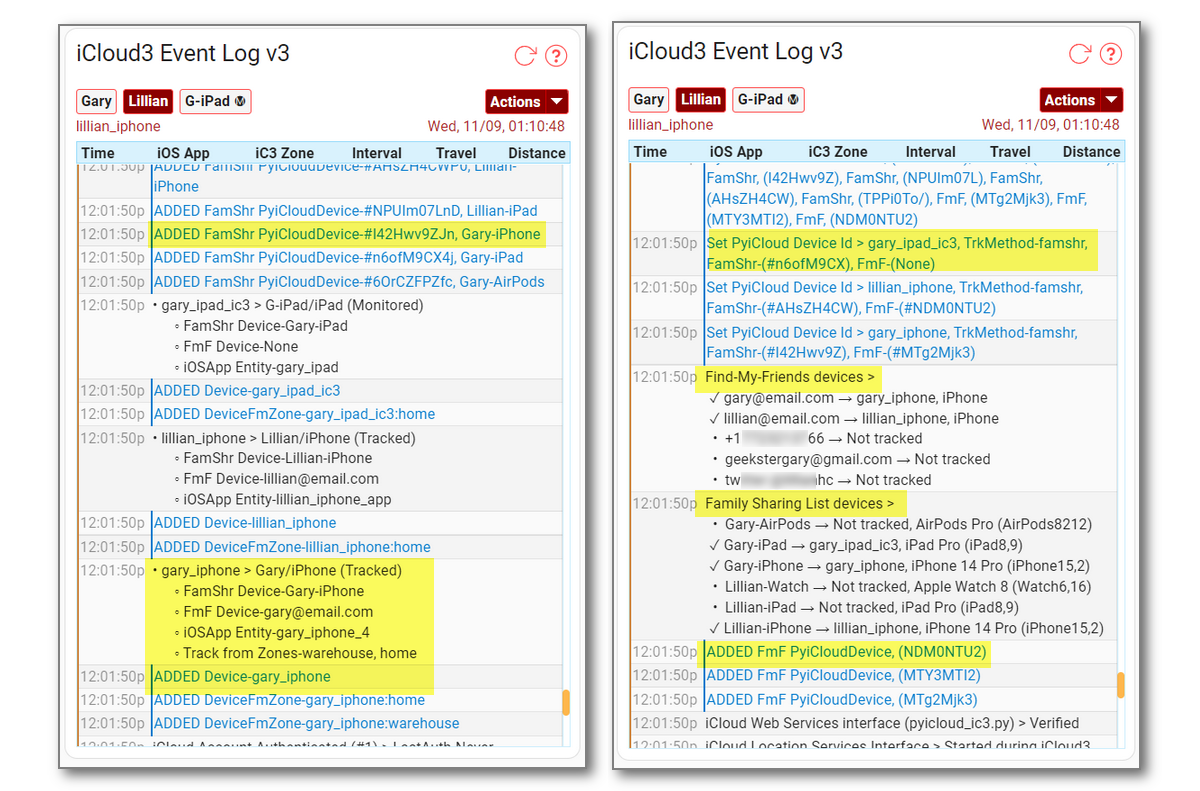 iCloud3 Event Log v3
Gary Lillian G-iPad Ⓜ Actions
lillian_iphone Wed, 11/09, 01:10:48
Time iOS App iC3 Zone Interval Travel Distance
12:01:50p ADDED FamShr PyiCloudDevice-#AHsZH4CWP0, Lillian-
iPhone
12:01:50p ADDED FamShr PyiCloudDevice-#NPUIm07LnD, Lillian-iPad
12:01:50p ADDED FamShr PyiCloudDevice-#I42Hwv9ZJn, Gary-iPhone
12:01:50p ADDED FamShr PyiCloudDevice-#n6ofM9CX4j, Gary-iPad
12:01:50p ADDED FamShr PyiCloudDevice-#6OrCZFPZfc, Gary-AirPods
12:01:50p • gary_ipad_ic3 > G-iPad/iPad (Monitored)
◦ FamShr Device-Gary-iPad
◦ FmF Device-None
◦ iOSApp Entity-gary_ipad
12:01:50p ADDED Device-gary_ipad_ic3
12:01:50p ADDED DeviceFmZone-gary_ipad_ic3:home
12:01:50p • lillian_iphone > Lillian/iPhone (Tracked)
◦ FamShr Device-Lillian-iPhone
◦ FmF Device-lillian@email.com
◦ iOSApp Entity-lillian_iphone_app
12:01:50p ADDED Device-lillian_iphone
12:01:50p ADDED DeviceFmZone-lillian_iphone:home
12:01:50p • gary_iphone > Gary/iPhone (Tracked)
◦ FamShr Device-Gary-iPhone
◦ FmF Device-gary@email.com
◦ iOSApp Entity-gary_iphone_4
◦ Track from Zones-warehouse, home
12:01:50p ADDED Device-gary_iphone
12:01:50p ADDED DeviceFmZone-gary_iphone:home
12:01:50p ADDED DeviceFmZone-gary_iphone:warehouse
12:01:50p iCloud Account Authenticated (#1) > LastAuth-Never
iCloud3 Event Log v3
Gary Lillian G-iPad Ⓜ Actions
lillian_iphone Wed, 11/09, 01:10:48
Time iOS App iC3 Zone Interval Travel Distance
FamShr, (I42Hwv9Z), FamShr, (NPUIm07L), FamShr,
(AHsZH4CW), FamShr, (TPPi0To/), FmF, (MTg2Mjk3), FmF,
(MTY3MTI2), FmF, (NDM0NTU2)
12:01:50p Set PyiCloud Device Id > gary_ipad_ic3, TrkMethod-famshr,
FamShr-(#n6ofM9CX), FmF-(None)
12:01:50p Set PyiCloud Device Id > lillian_iphone, TrkMethod-famshr,
FamShr-(#AHsZH4CW), FmF-(#NDM0NTU2)
12:01:50p Set PyiCloud Device Id > gary_iphone, TrkMethod-famshr,
FamShr-(#I42Hwv9Z), FmF-(#MTg2Mjk3)
12:01:50p Find-My-Friends devices >
✓ gary@email.com → gary_iphone, iPhone
✓ lillian@email.com → lillian_iphone, iPhone
• +1 66 → Not tracked
• geekstergary@gmail.com → Not tracked
• tw hc → Not tracked
12:01:50p Family Sharing List devices >
• Gary-AirPods → Not tracked, AirPods Pro (AirPods8212)
✓ Gary-iPad → gary_ipad_ic3, iPad Pro (iPad8,9)
✓ Gary-iPhone → gary_iphone, iPhone 14 Pro (iPhone15,2)
• Lillian-Watch → Not tracked, Apple Watch 8 (Watch6,16)
• Lillian-iPad → Not tracked, iPad Pro (iPad8,9)
✓ Lillian-iPhone → lillian_iphone, iPhone 14 Pro (iPhone15,2)
12:01:50p ADDED FmF PyiCloudDevice, (NDM0NTU2)
12:01:50p ADDED FmF PyiCloudDevice, (MTY3MTI2)
12:01:50p ADDED FmF PyiCloudDevice, (MTg2Mjk3)
12:01:50p iCloud Web Services interface (pyicloud_ic3.py) > Verified
12:01:50p iCloud Location Services Interface > Started during iCloud3